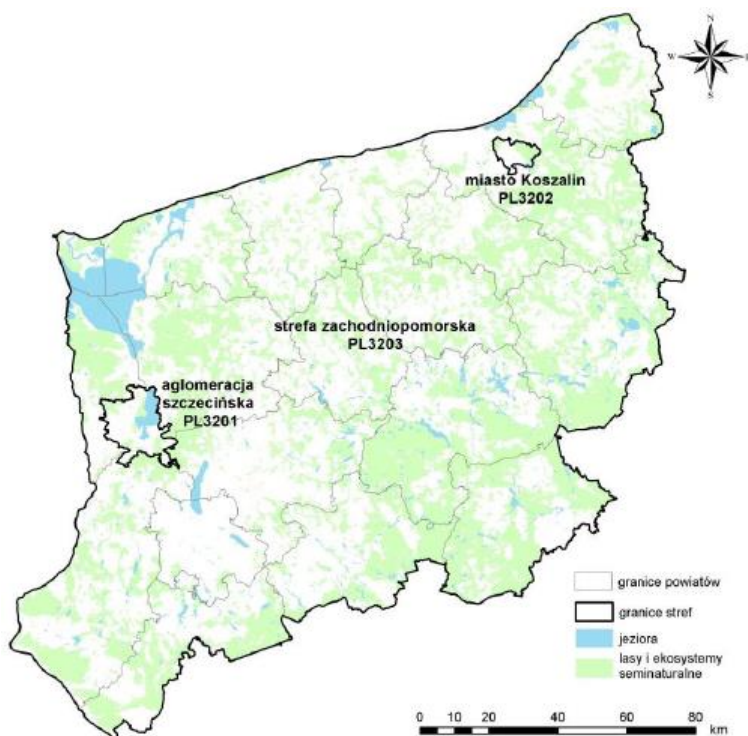 N
W
S
miasto Koszalin
PL3202
strefa zachodniopomorska
PL3203
aglomeracja
szczecińska
PL3201
granice powiatów
granice stref
jeziora
lasy i ekosystemy
seminaturalne
0 10 20 40 60 80
km